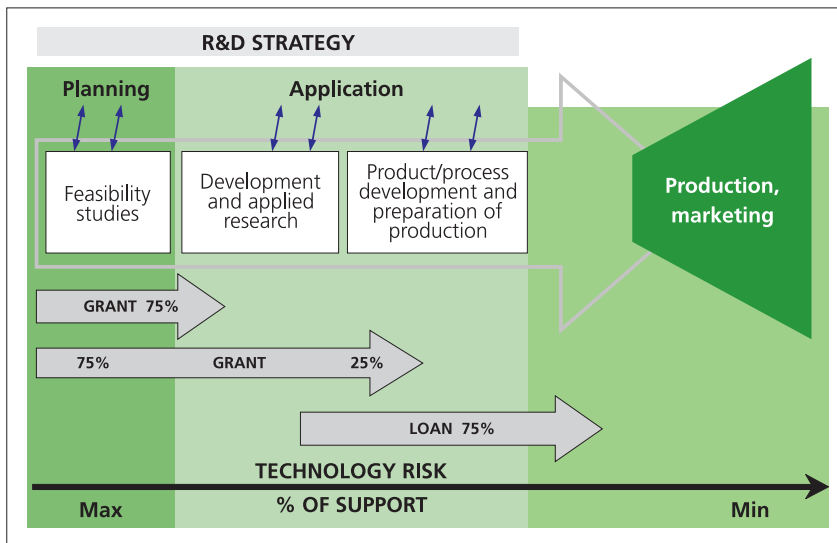 R&D STRATEGY
Planning
Application
Feasibility
studies
Development
and applied
research
Product/process
development and
preparation of
production
Production,
marketing
GRANT 75%
75% GRANT 25%
LOAN 75%
TECHNOLOGY RISK
% OF SUPPORT
Max
Min